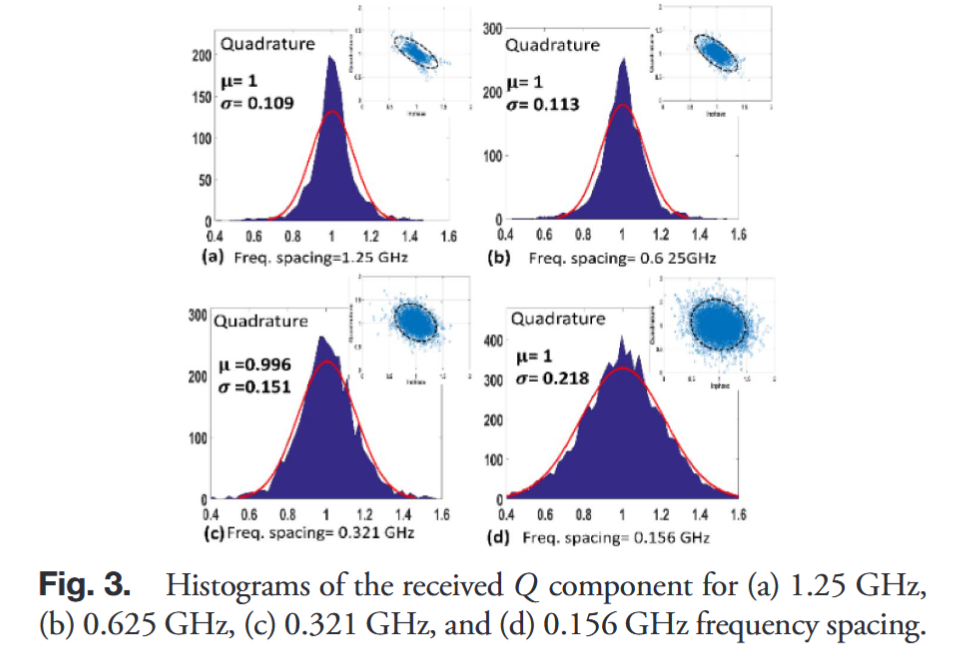 Quadrature
μ= 1
σ= 0.109
200
150
100
50
0
0.4 0.6 0.8 1 1.2 1.4 1.6
(a) Freq. spacing=1.25 GHz
Inphase
300
Quadrature
μ= 1
σ= 0.113
200
100
0
0.4 0.6 0.8 1 1.2 1.4 1.6
(b) Freq. spacing= 0.6 25GHz
Inphase
300
Quadrature
μ =0.996
σ =0.151
200
100
0
0.4 0.6 0.8 1 1.2 1.4 1.6
(c) Freq. spacing= 0.321 GHz
Inphase
400
Quadrature
μ= 1
σ= 0.218
300
200
100
0
0.4 0.6 0.8 1 1.2 1.4 1.6
(d) Freq. spacing= 0.156 GHz
Inphase
Fig. 3. Histograms of the received Q component for (a) 1.25 GHz,
(b) 0.625 GHz, (c) 0.321 GHz, and (d) 0.156 GHz frequency spacing.